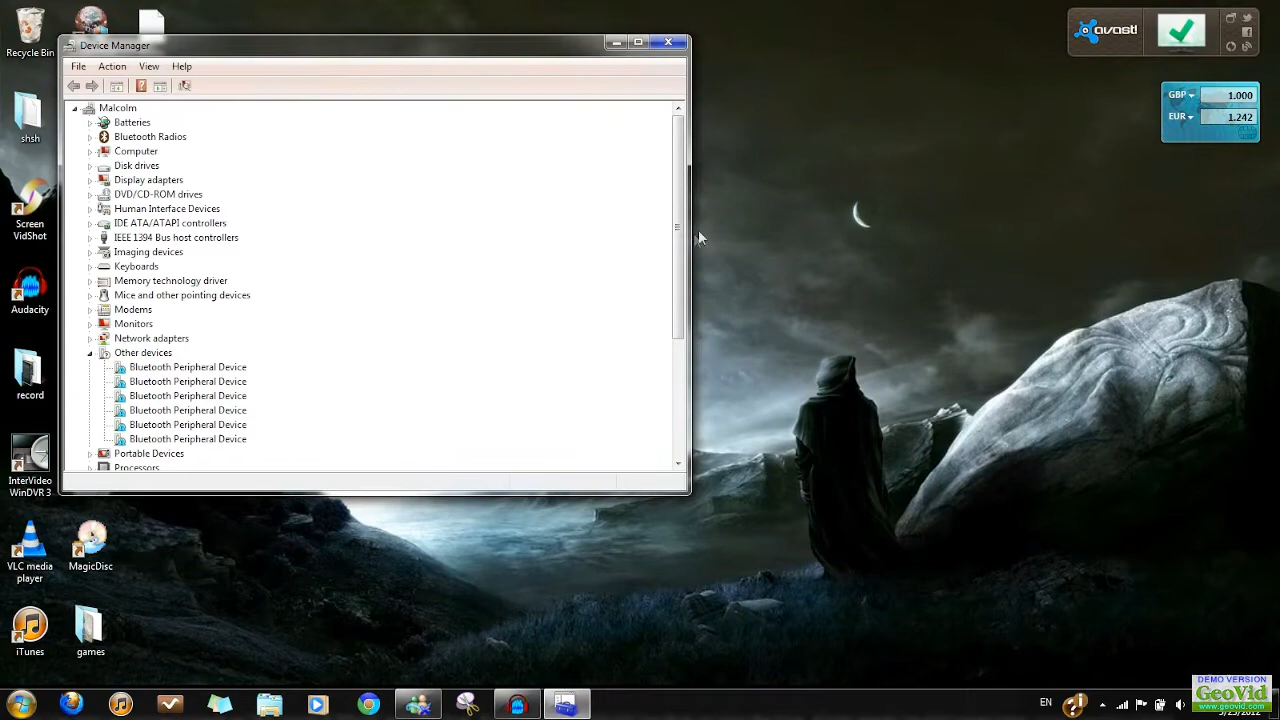 Recycle Bin
Device Manager
File Action View Help
avast!
Malcolm
Batteries
Bluetooth Radios
Computer
Disk drives
Display adapters
DVD/CD-ROM drives
Human Interface Devices
IDE ATA/ATAPI controllers
IEEE 1394 Bus host controllers
Imaging devices
Keyboards
Memory technology driver
Mice and other pointing devices
Modems
Monitors
Network adapters
Other devices
Bluetooth Peripheral Device
Bluetooth Peripheral Device
Bluetooth Peripheral Device
Bluetooth Peripheral Device
Bluetooth Peripheral Device
Bluetooth Peripheral Device
Portable Devices
Processors
GBP 1.000
EUR 1.242
shsh
Screen
VidShot
Audacity
record
InterVideo
WinDVR 3
VLC media
player
MagicDisc
iTunes
games
EN
DEMO VERSION
GeoVid
www.geovid.com